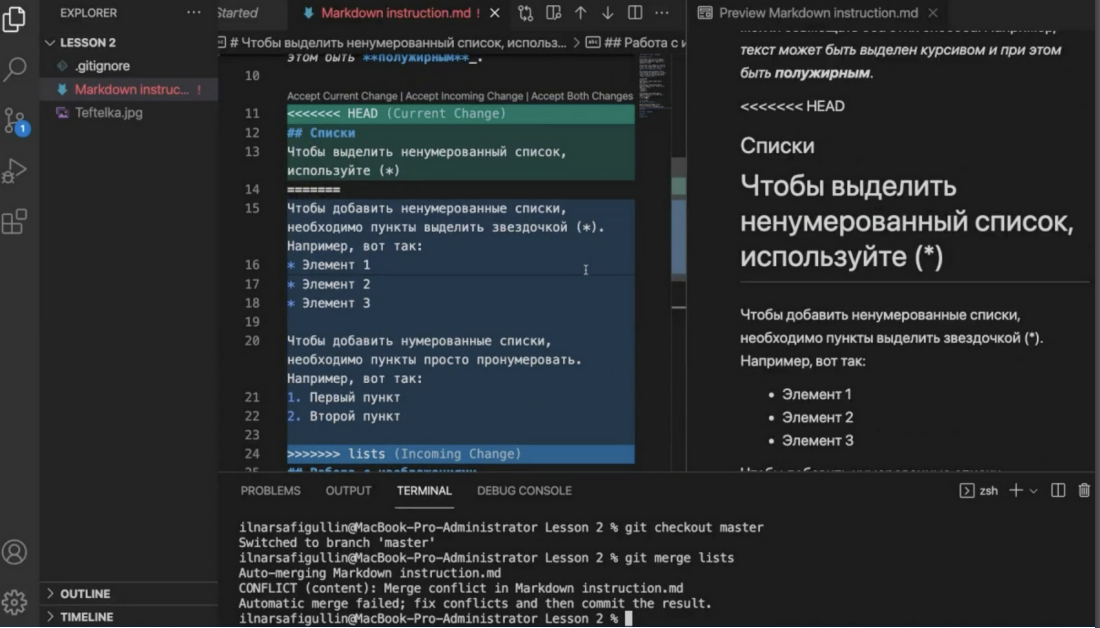 EXPLORER
...
Started
Markdown instruction.md !
Preview Markdown instruction.md
LESSON 2
.gitignore
Markdown instruc... !
Teftelka.jpg
1
# Чтобы выделить ненумерованный список, использ... > ## Работа с и
этом быть **полужирным**_.
10
Accept Current Change | Accept Incoming Change | Accept Both Changes
11 <<<<<<< HEAD (Current Change)
12 ## Списки
13 Чтобы выделить ненумерованный список,
используйте (*)
14 =======
15 Чтобы добавить ненумерованные списки,
необходимо пункты выделить звездочкой (*).
Например, вот так:
16 * Элемент 1
17 * Элемент 2
18 * Элемент 3
19
20 Чтобы добавить нумерованные списки,
необходимо пункты просто пронумеровать.
Например, вот так:
21 1. Первый пункт
22 2. Второй пункт
23
24 >>>>>>> lists (Incoming Change)
25 ## Работа с изображениями
текст может быть выделен курсивом и при этом
быть полужирным.
<<<<<<< HEAD
Списки
Чтобы выделить
ненумерованный список,
используйте (*)
Чтобы добавить ненумерованные списки,
необходимо пункты выделить звездочкой (*).
Например, вот так:
• Элемент 1
• Элемент 2
• Элемент 3
PROBLEMS OUTPUT TERMINAL DEBUG CONSOLE
zsh
ilnarsafigullin@MacBook-Pro-Administrator Lesson 2 % git checkout master
Switched to branch 'master'
ilnarsafigullin@MacBook-Pro-Administrator Lesson 2 % git merge lists
Auto-merging Markdown instruction.md
CONFLICT (content): Merge conflict in Markdown instruction.md
Automatic merge failed; fix conflicts and then commit the result.
ilnarsafigullin@MacBook-Pro-Administrator Lesson 2 %
OUTLINE
TIMELINE